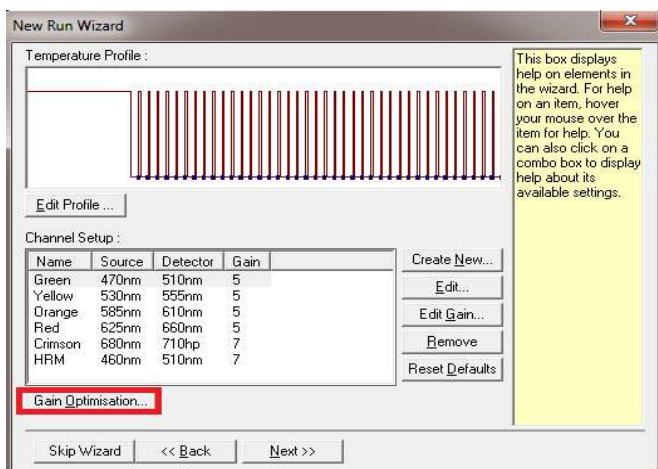 New Run Wizard
Temperature Profile :
Edit Profile ...
Channel Setup :
Name Source Detector Gain
Green 470nm 510nm 5
Yellow 530nm 555nm 5
Orange 585nm 610nm 5
Red 625nm 660nm 5
Crimson 680nm 710hp 7
HRM 460nm 510nm 7
Create New...
Edit...
Edit Gain...
Remove
Reset Defaults
Gain Optimisation...
Skip Wizard
<< Back
Next >>
This box displays
help on elements in
the wizard. For help
on an item, hover
your mouse over the
item for help. You
can also click on a
combo box to display
help about its
available settings.